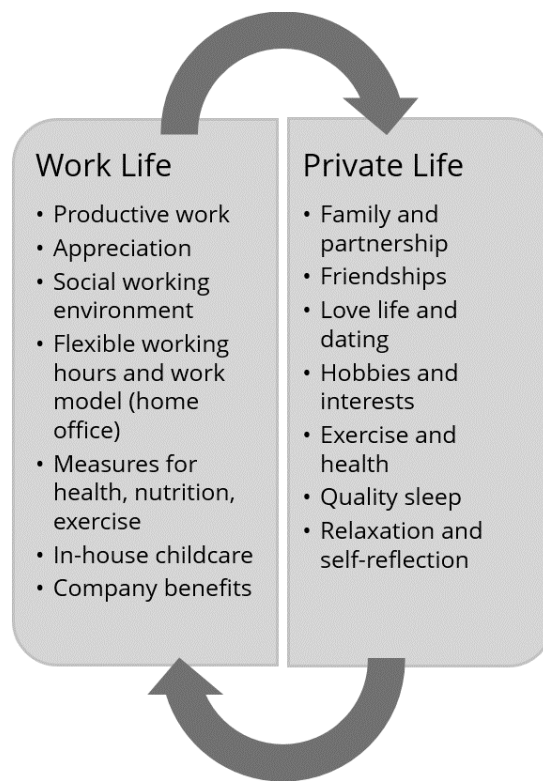 Work Life
• Productive work
• Appreciation
• Social working
environment
• Flexible working
hours and work
model (home
office)
• Measures for
health, nutrition,
exercise
• In-house childcare
• Company benefits
Private Life
• Family and
partnership
• Friendships
• Love life and
dating
• Hobbies and
interests
• Exercise and
health
• Quality sleep
• Relaxation and
self-reflection